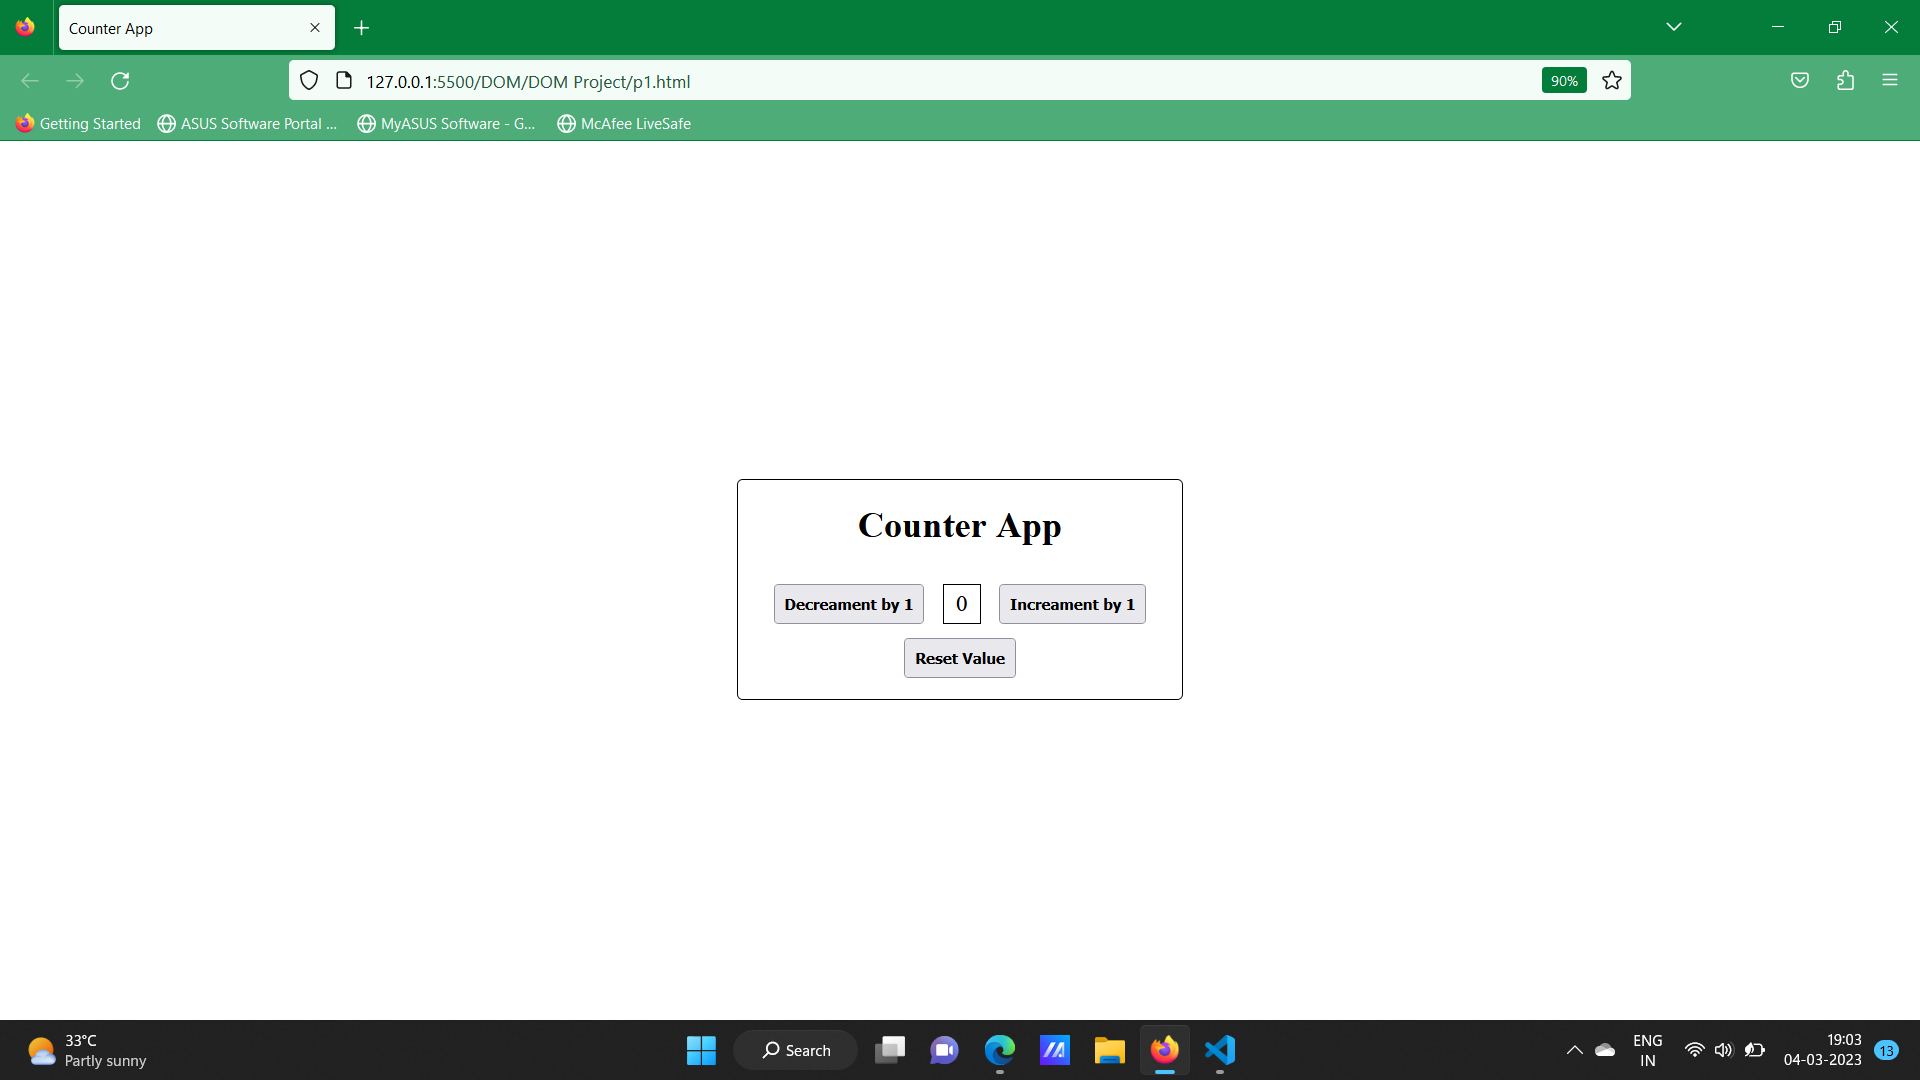 Counter App
127.0.0.1:5500/DOM/DOM Project/p1.html
90%
Getting Started
ASUS Software Portal ...
MyASUS Software - G...
McAfee LiveSafe
Counter App
Decreament by 1
0
Increament by 1
Reset Value
33°C
Partly sunny
Search
ENG
IN
19:03
04-03-2023
13